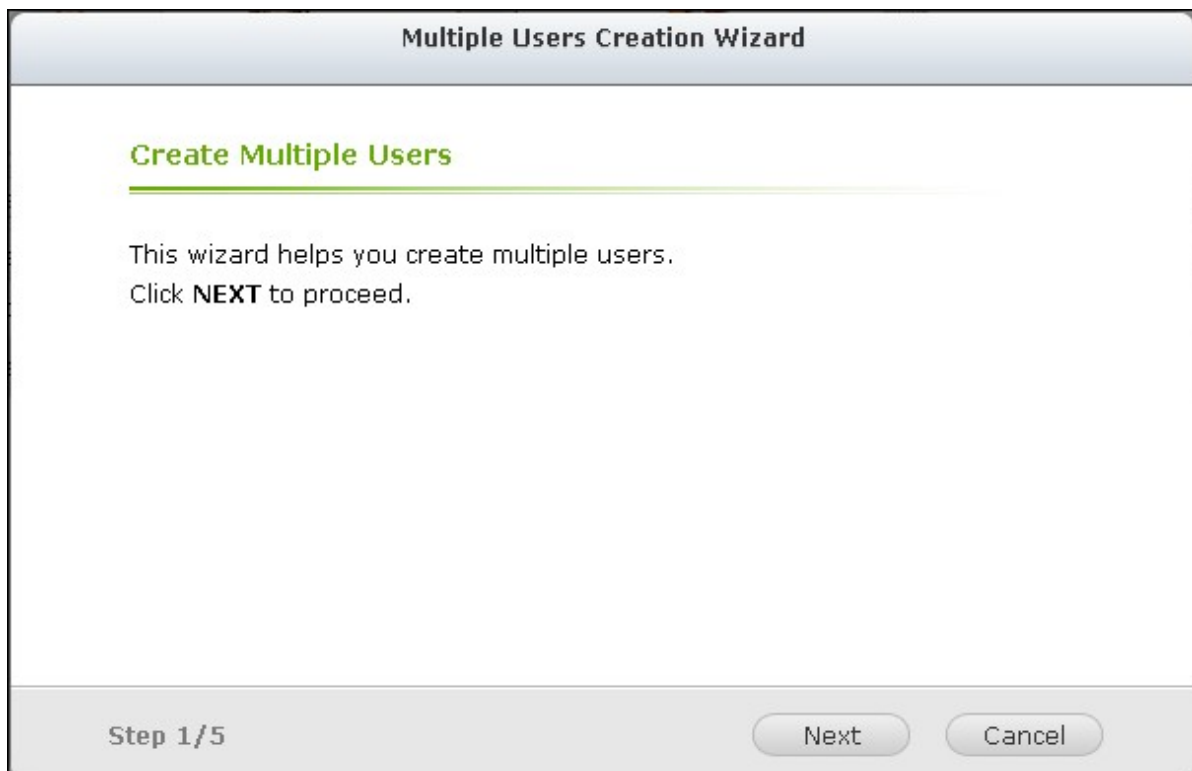 Multiple Users Creation Wizard
Create Multiple Users
This wizard helps you create multiple users.
Click NEXT to proceed.
Step 1/5
Next
Cancel